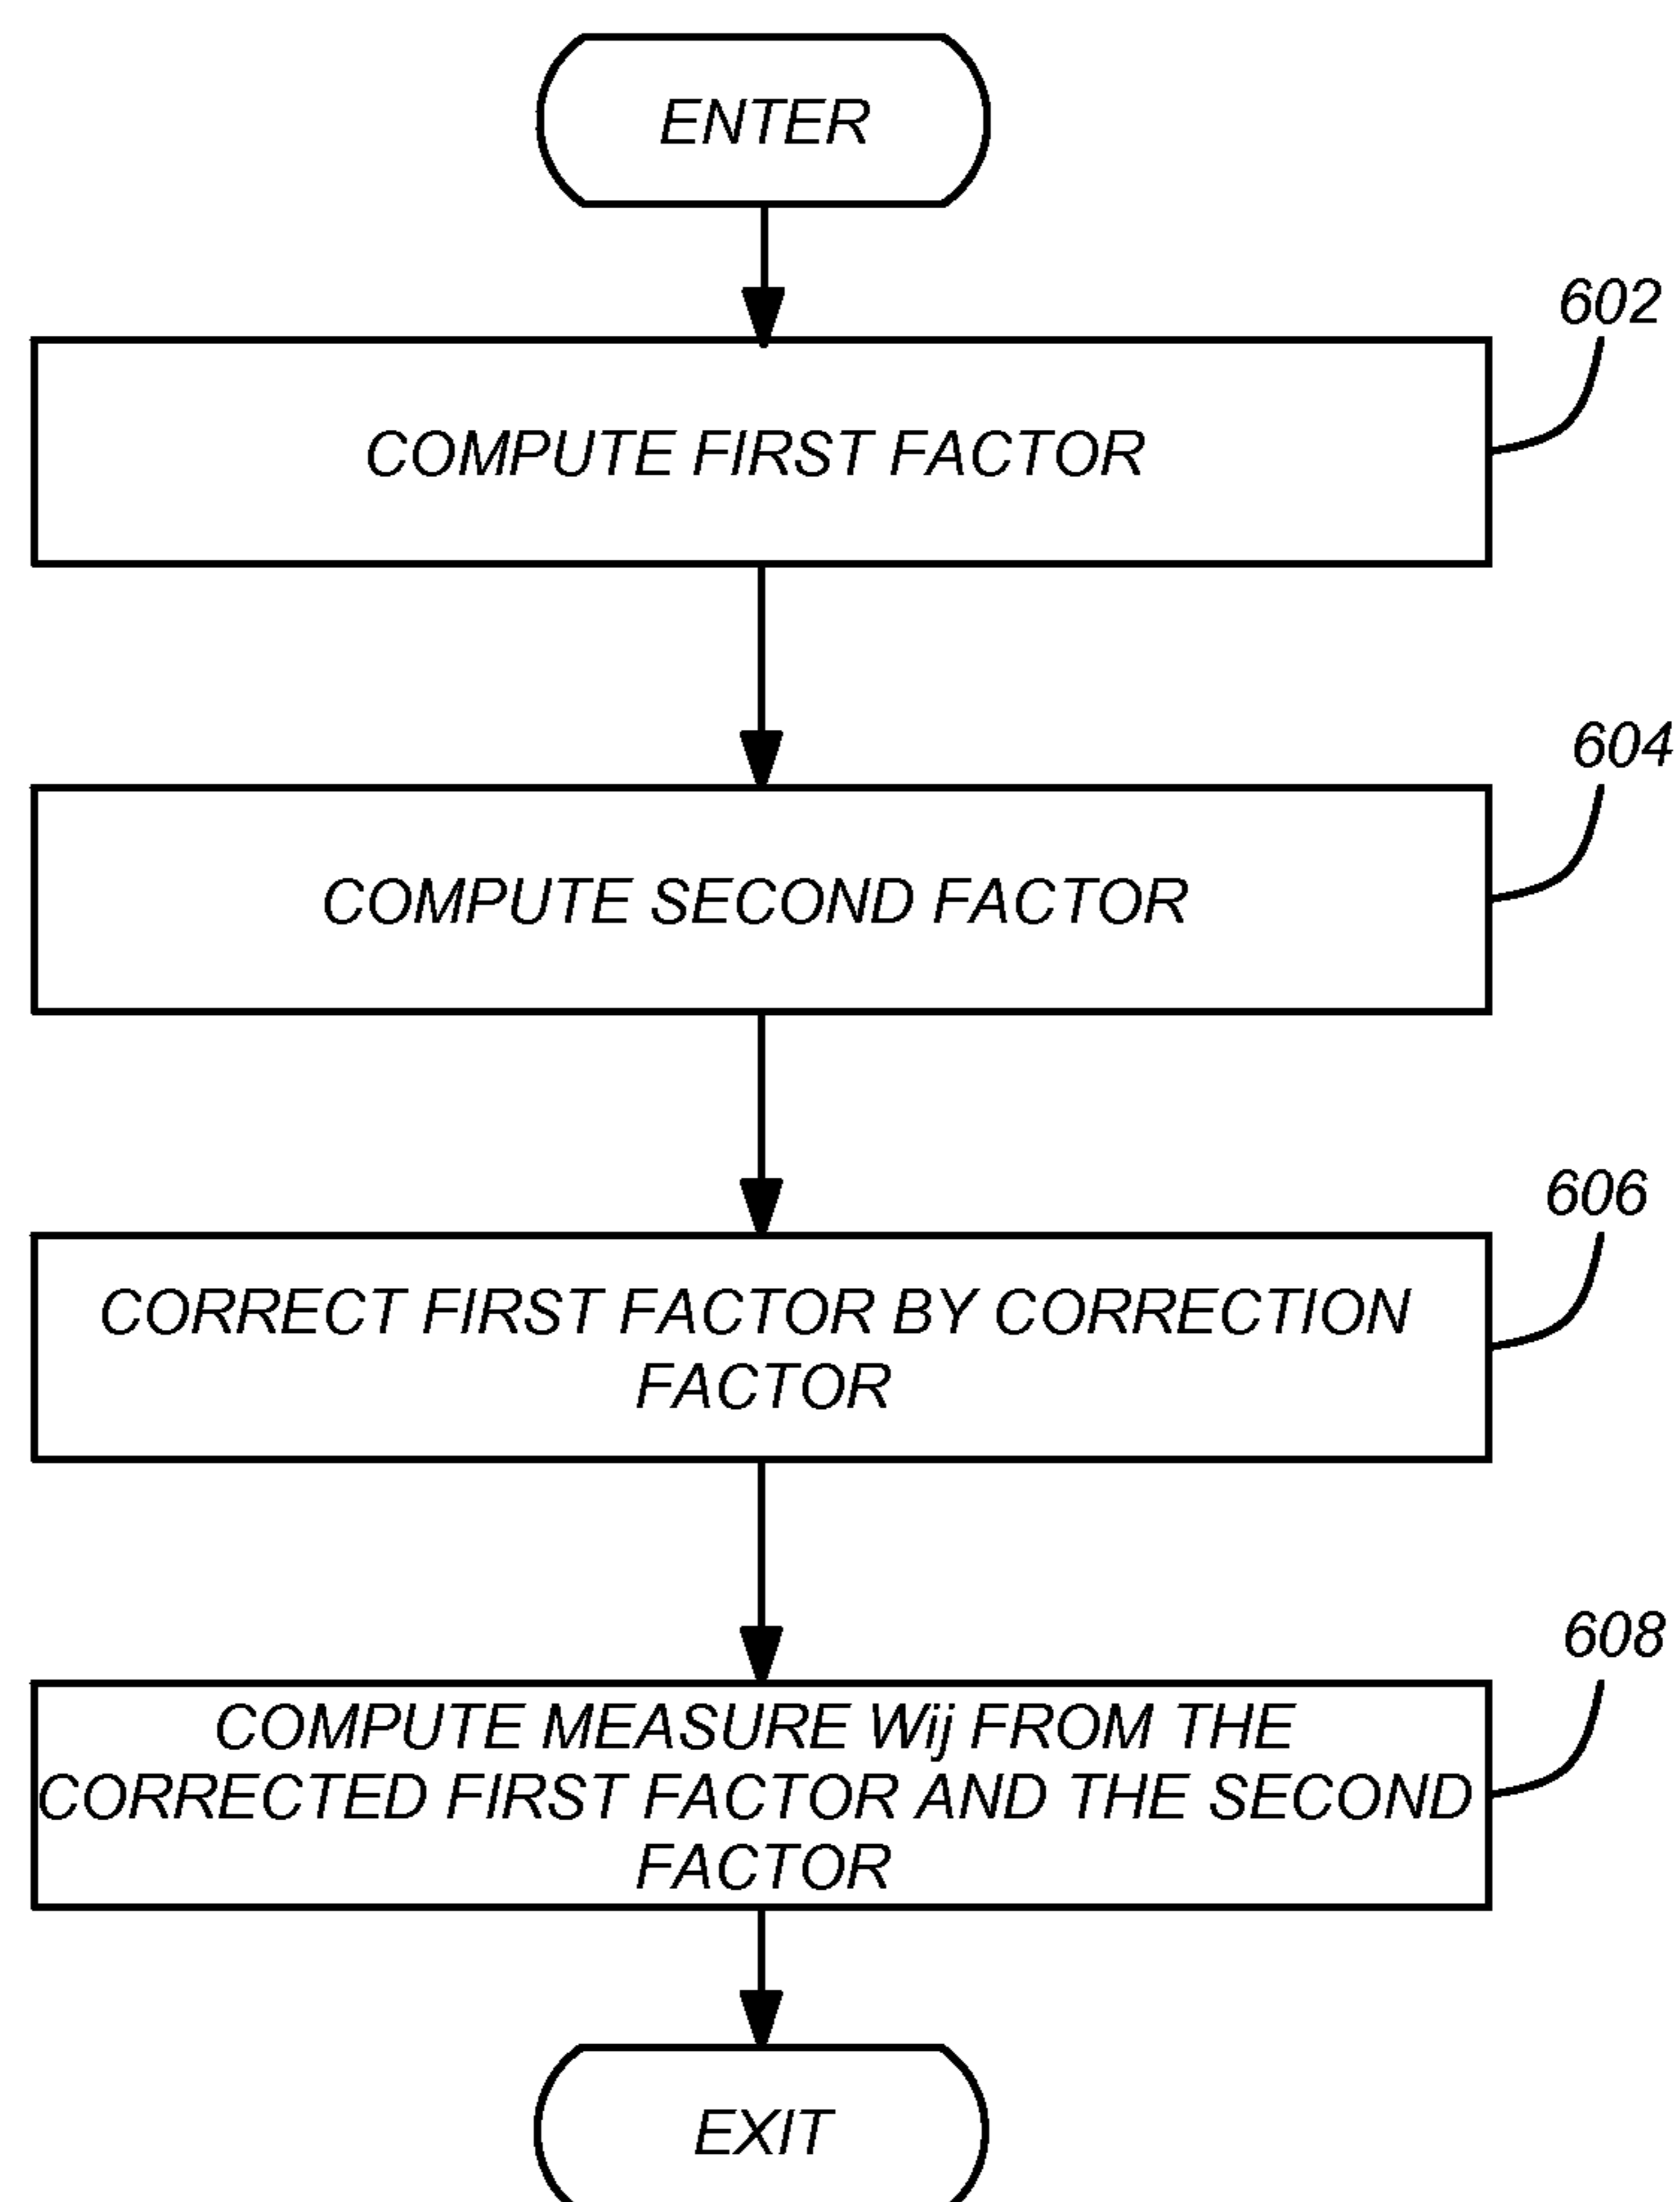 ENTER
602
COMPUTE FIRST FACTOR
604
COMPUTE SECOND FACTOR
606
CORRECT FIRST FACTOR BY CORRECTION
FACTOR
608
COMPUTE MEASURE Wij FROM THE
CORRECTED FIRST FACTOR AND THE SECOND
FACTOR
EXIT